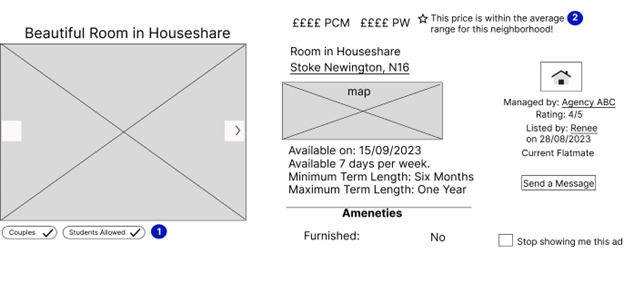 Beautiful Room in Houseshare
Couples
Students Allowed
1
££££ PCM ££££ PW
This price is within the average
range for this neighborhood!
2
Room in Houseshare
Stoke Newington, N16
map
Available on: 15/09/2023
Available 7 days per week.
Minimum Term Length: Six Months
Maximum Term Length: One Year
Ameneties
Furnished: No
Managed by: Agency ABC
Rating: 4/5
Listed by: Renee
on 28/08/2023
Current Flatmate
Send a Message
Stop showing me this ad